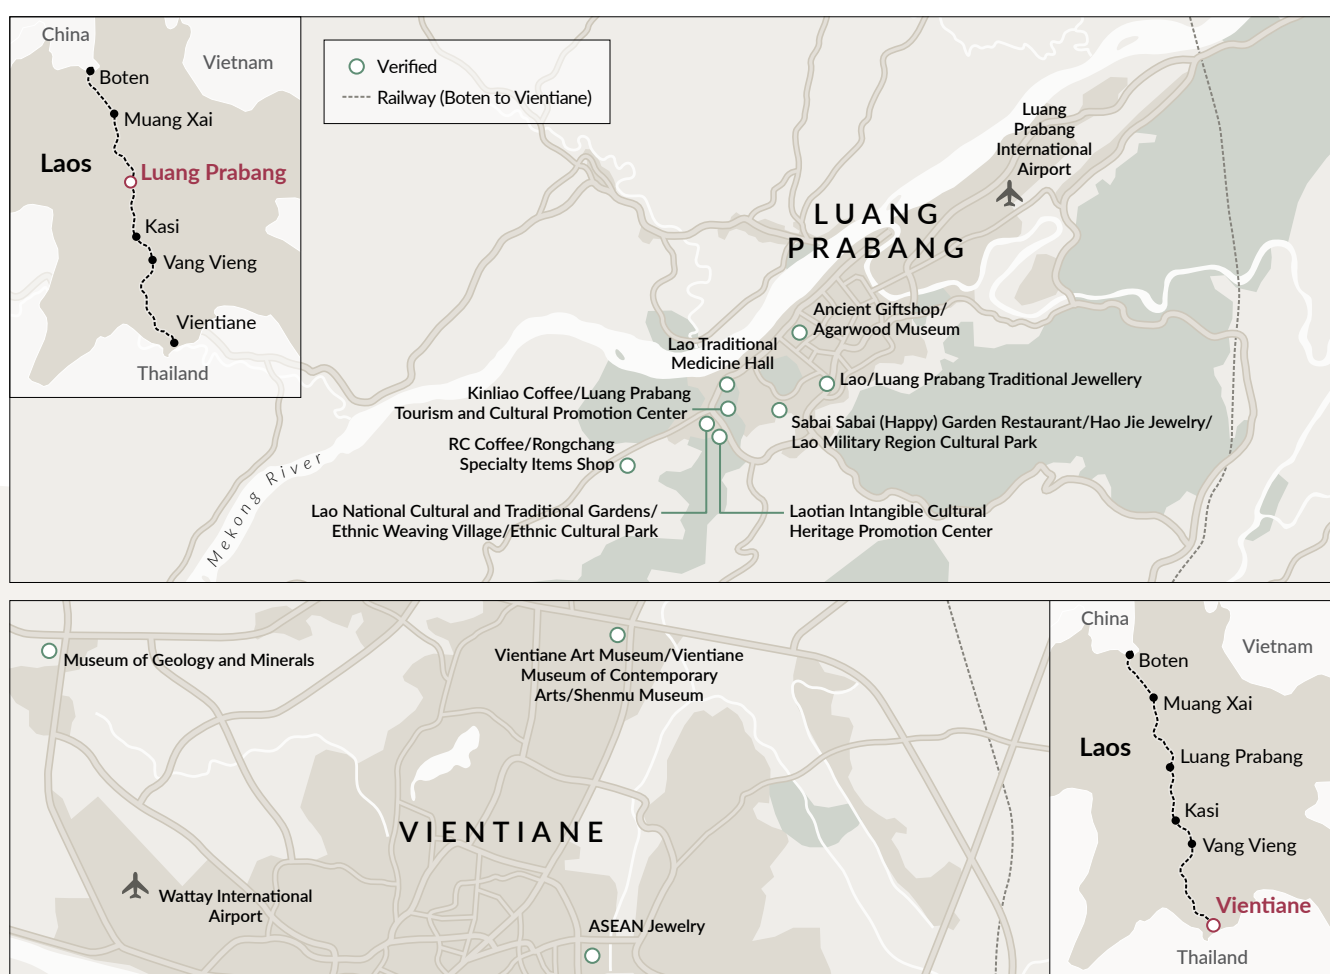 China
Vietnam
Boten
Muang Xai
Laos
Luang Prabang
Kasi
Vang Vieng
Vientiane
Thailand
Verified
Railway (Boten to Vientiane)
Luang
Prabang
International
Airport
LUANG
PRABANG
Ancient Giftshop/
Agarwood Museum
Lao Traditional
Medicine Hall
Lao/Luang Prabang Traditional Jewellery
Kinliao Coffee/Luang Prabang
Tourism and Cultural Promotion Center
Sabai Sabai (Happy) Garden Restaurant/Hao Jie Jewelry/
Lao Military Region Cultural Park
RC Coffee/Rongchang
Specialty Items Shop
Mekong River
Lao National Cultural and Traditional Gardens/
Ethnic Weaving Village/Ethnic Cultural Park
Laotian Intangible Cultural
Heritage Promotion Center
Museum of Geology and Minerals
Vientiane Art Museum/Vientiane
Museum of Contemporary
Arts/Shenmu Museum
VIENTIANE
Wattay International
Airport
ASEAN Jewelry
China
Vietnam
Boten
Muang Xai
Laos
Luang Prabang
Kasi
Vang Vieng
Vientiane
Thailand